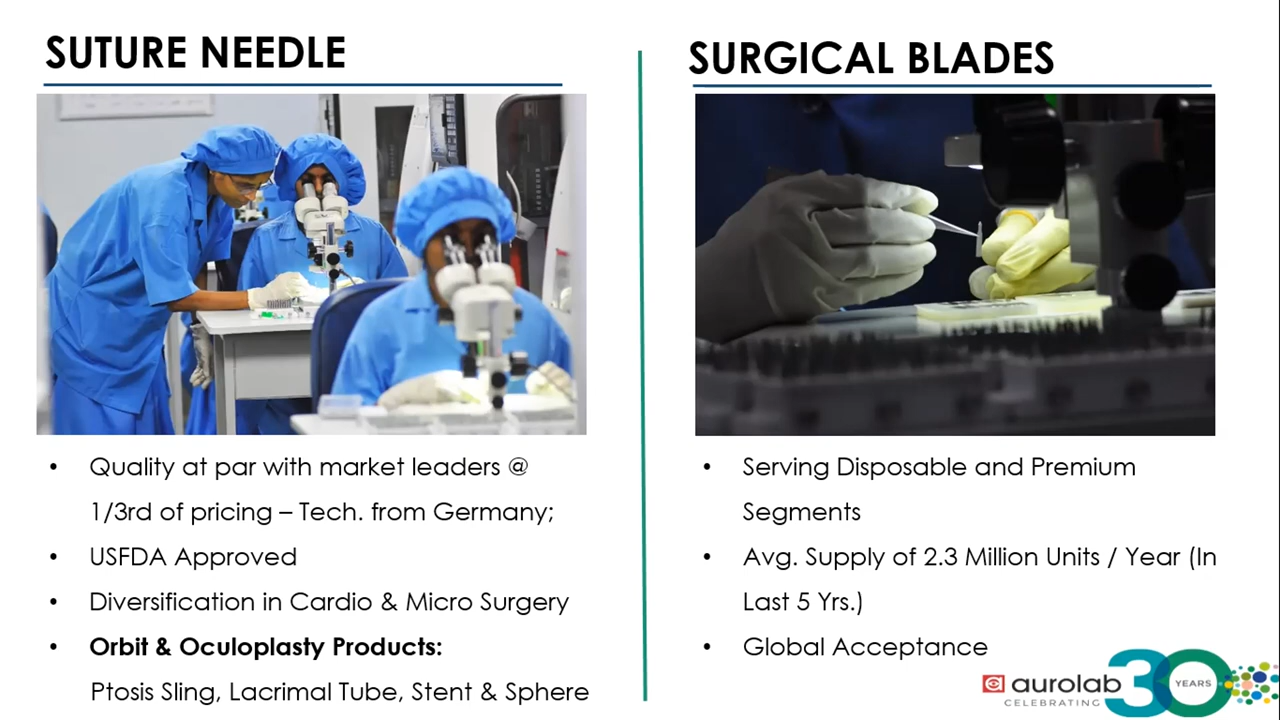 SUTURE NEEDLE
Quality at par with market leaders @
1/3rd of pricing – Tech. from Germany;
USFDA Approved
Diversification in Cardio & Micro Surgery
Orbit & Oculoplasty Products:
Ptosis Sling, Lacrimal Tube, Stent & Sphere
SURGICAL BLADES
Serving Disposable and Premium
Segments
Avg. Supply of 2.3 Million Units / Year (In
Last 5 Yrs.)
Global Acceptance
aurolab
CELEBRATING
30
YEARS